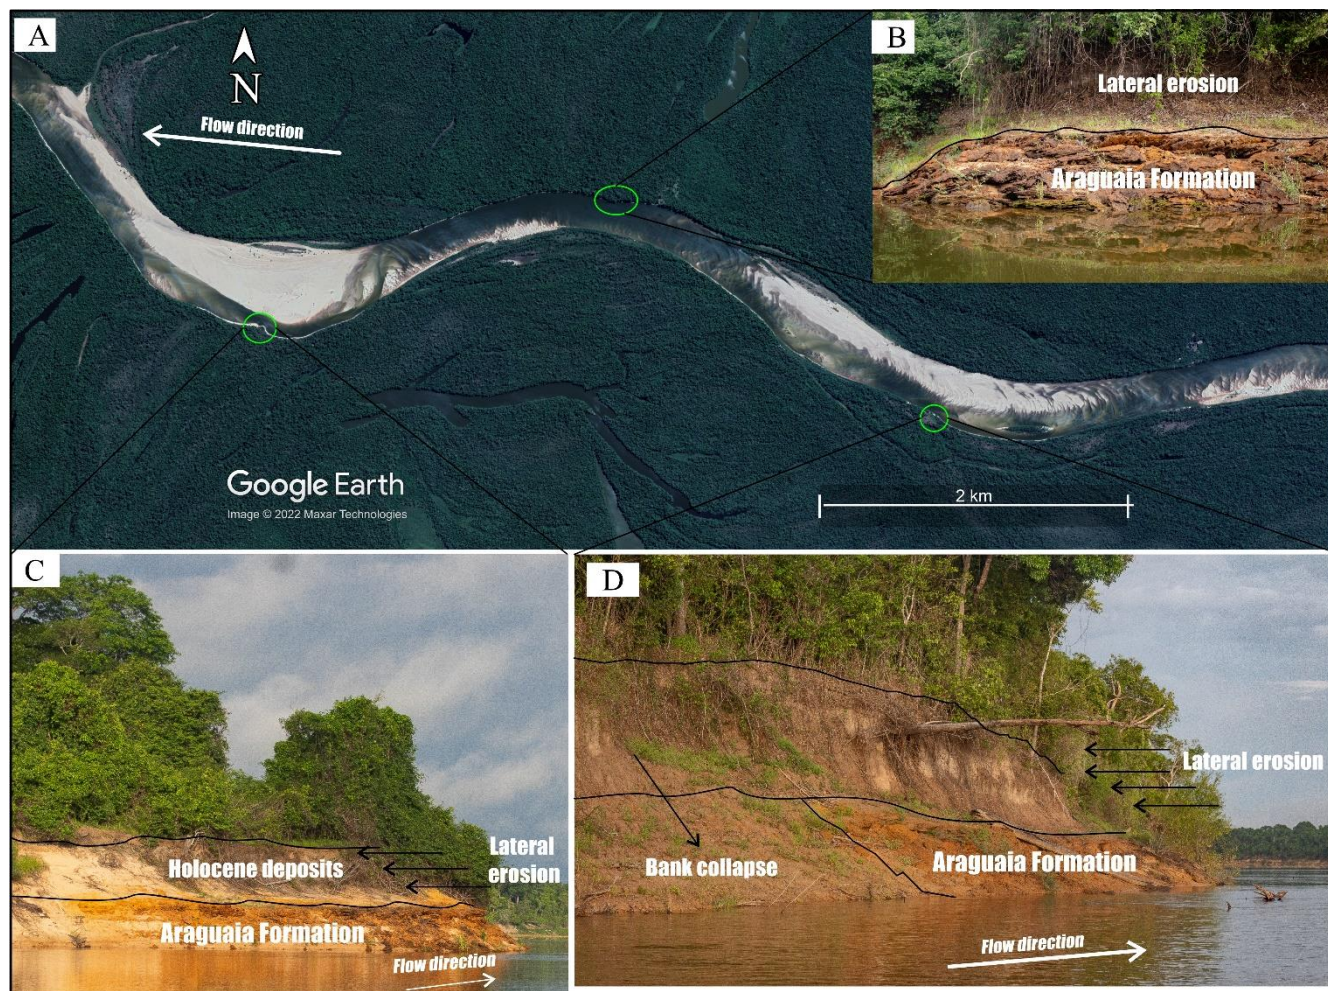 A
N
Flow direction
Google Earth
Image © 2022 Maxar Technologies
2 km
B
Lateral erosion
Araguaia Formation
C
Holocene deposits
Lateral
erosion
Araguaia Formation
Flow direction
D
Lateral erosion
Bank collapse
Araguaia Formation
Flow direction